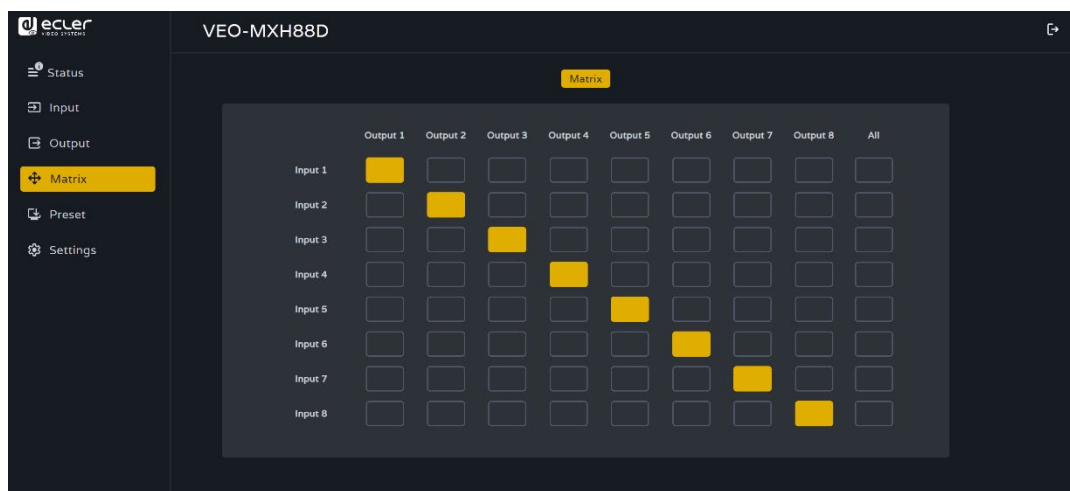 ecler
VIDEO SYSTEMS
VEO-MXH88D
Status
Input
Output
Matrix
Preset
Settings
Matrix
Output 1 Output 2 Output 3 Output 4 Output 5 Output 6 Output 7 Output 8 All
Input 1
Input 2
Input 3
Input 4
Input 5
Input 6
Input 7
Input 8